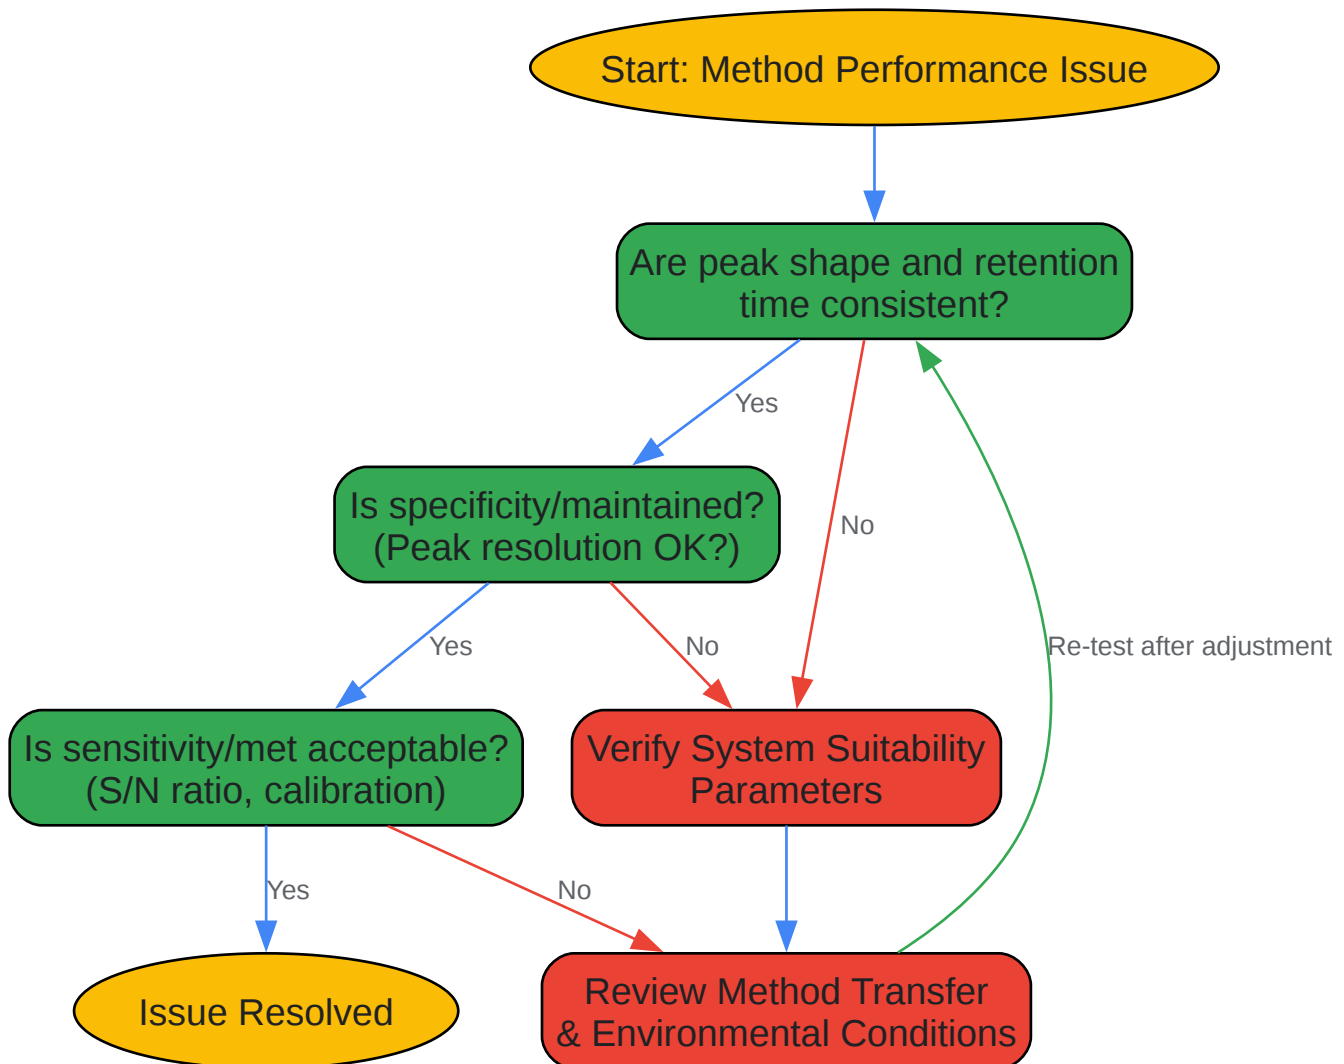 Start: Method Performance Issue
Are peak shape and retention
time consistent?
Yes
No
Is specificity/maintained?
(Peak resolution OK?)
Yes
No
Re-test after adjustment
Is sensitivity/met acceptable?
(S/N ratio, calibration)
Verify System Suitability
Parameters
Yes
No
Issue Resolved
Review Method Transfer
& Environmental Conditions